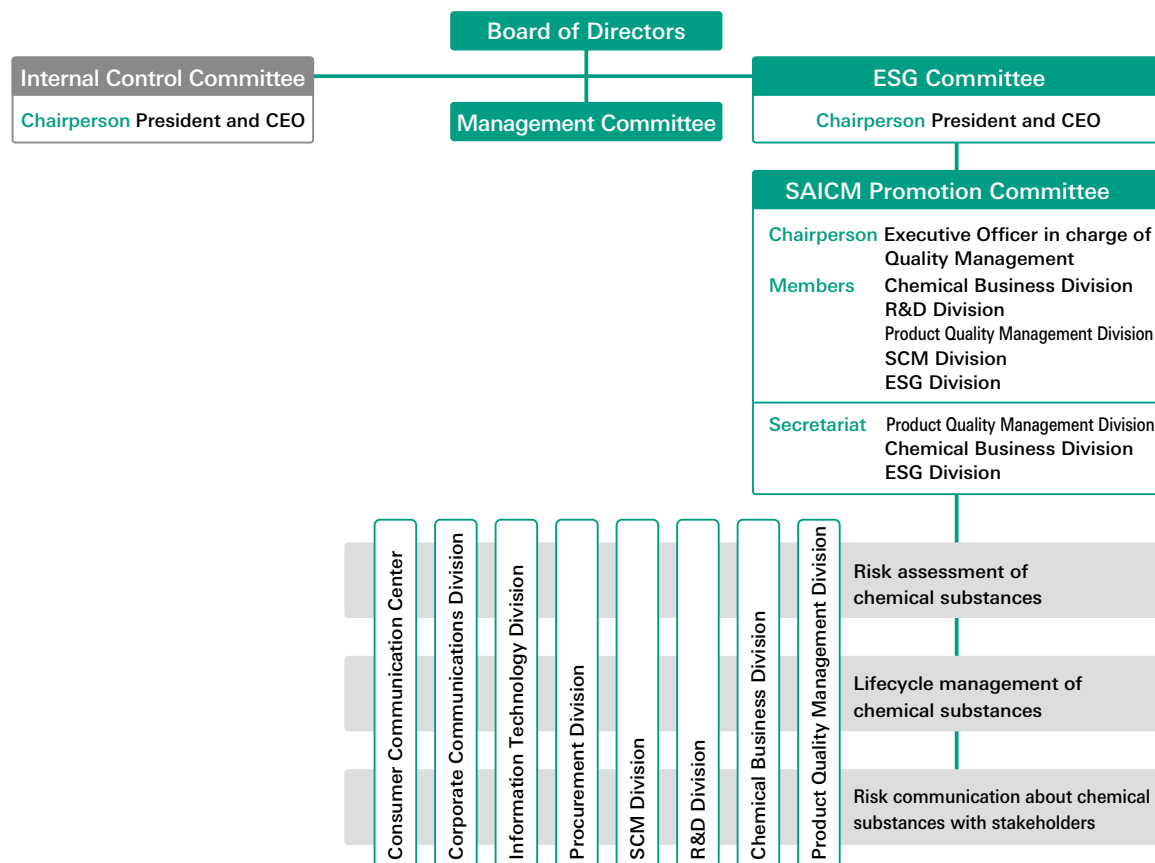 Board of Directors
Internal Control Committee
Chairperson President and CEO
Management Committee
ESG Committee
Chairperson President and CEO
SAICM Promotion Committee
Chairperson Executive Officer in charge of
Quality Management
Members Chemical Business Division
R&D Division
Product Quality Management Division
SCM Division
ESG Division
Secretariat Product Quality Management Division
Chemical Business Division
ESG Division
Consumer Communication Center
Corporate Communications Division
Information Technology Division
Procurement Division
SCM Division
R&D Division
Chemical Business Division
Product Quality Management Division
Risk assessment of
chemical substances
Lifecycle management of
chemical substances
Risk communication about chemical
substances with stakeholders